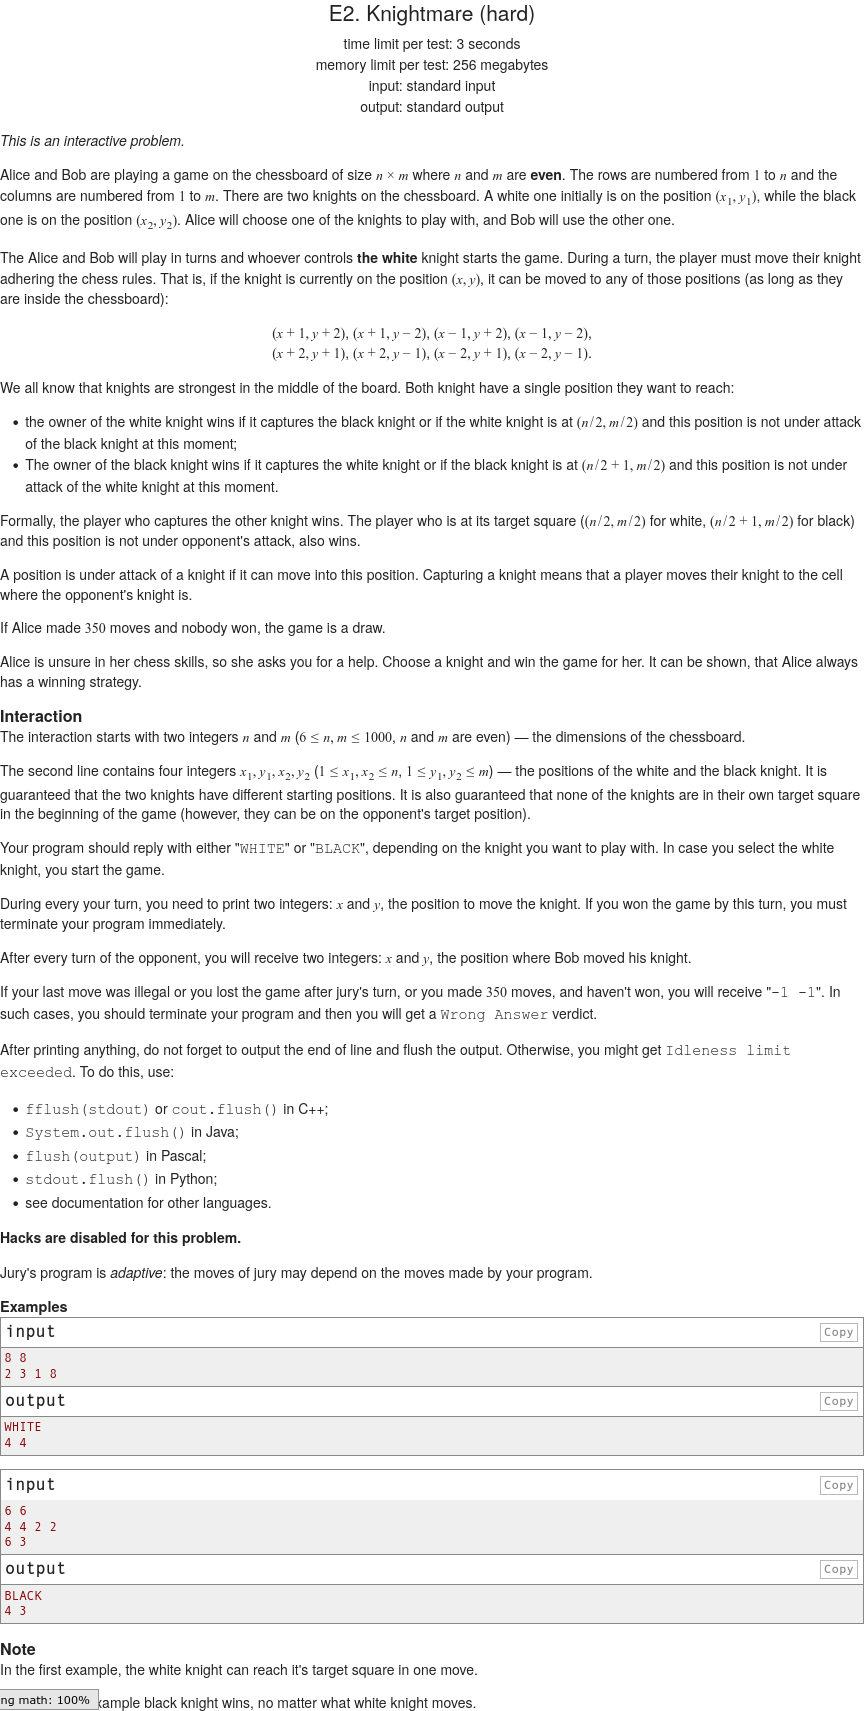 E2. Knightmare (hard)
time limit per test: 3 seconds
memory limit per test: 256 megabytes
input: standard input
output: standard output
This is an interactive problem.
Alice and Bob are playing a game on the chessboard of size n × m where n and m are even. The rows are numbered from 1 to n and the
columns are numbered from 1 to m. There are two knights on the chessboard. A white one initially is on the position (x₁, y₁), while the black
one is on the position (x₂, y₂). Alice will choose one of the knights to play with, and Bob will use the other one.
The Alice and Bob will play in turns and whoever controls the white knight starts the game. During a turn, the player must move their knight
adhering the chess rules. That is, if the knight is currently on the position (x, y), it can be moved to any of those positions (as long as they
are inside the chessboard):
(x + 1, y + 2), (x + 1, y − 2), (x − 1, y + 2), (x − 1, y − 2),
(x + 2, y + 1), (x + 2, y − 1), (x − 2, y + 1), (x − 2, y − 1).
We all know that knights are strongest in the middle of the board. Both knight have a single position they want to reach:
• the owner of the white knight wins if it captures the black knight or if the white knight is at (n/2, m/2) and this position is not under attack
of the black knight at this moment;
• The owner of the black knight wins if it captures the white knight or if the black knight is at (n/2 + 1, m/2) and this position is not under
attack of the white knight at this moment.
Formally, the player who captures the other knight wins. The player who is at its target square ((n/2, m/2) for white, (n/2 + 1, m/2) for black)
and this position is not under opponent's attack, also wins.
A position is under attack of a knight if it can move into this position. Capturing a knight means that a player moves their knight to the cell
where the opponent's knight is.
If Alice made 350 moves and nobody won, the game is a draw.
Alice is unsure in her chess skills, so she asks you for a help. Choose a knight and win the game for her. It can be shown, that Alice always
has a winning strategy.
Interaction
The interaction starts with two integers n and m (6 ≤ n, m ≤ 1000, n and m are even) — the dimensions of the chessboard.
The second line contains four integers x₁, y₁, x₂, y₂ (1 ≤ x₁, x₂ ≤ n, 1 ≤ y₁, y₂ ≤ m) — the positions of the white and the black knight. It is
guaranteed that the two knights have different starting positions. It is also guaranteed that none of the knights are in their own target square
in the beginning of the game (however, they can be on the opponent's target position).
Your program should reply with either "WHITE" or "BLACK", depending on the knight you want to play with. In case you select the white
knight, you start the game.
During every your turn, you need to print two integers: x and y, the position to move the knight. If you won the game by this turn, you must
terminate your program immediately.
After every turn of the opponent, you will receive two integers: x and y, the position where Bob moved his knight.
If your last move was illegal or you lost the game after jury's turn, or you made 350 moves, and haven't won, you will receive "-1 -1". In
such cases, you should terminate your program and then you will get a Wrong Answer verdict.
After printing anything, do not forget to output the end of line and flush the output. Otherwise, you might get Idleness limit
exceeded. To do this, use:
• fflush(stdout) or cout.flush() in C++;
• System.out.flush() in Java;
• flush(output) in Pascal;
• stdout.flush() in Python;
• see documentation for other languages.
Hacks are disabled for this problem.
Jury's program is adaptive: the moves of jury may depend on the moves made by your program.
Examples
input
Copy
8 8
2 3 1 8
output
Copy
WHITE
4 4
input
Copy
6 6
4 4 2 2
6 3
output
Copy
BLACK
4 3
Note
In the first example, the white knight can reach it's target square in one move.
ng math: 100%
xample black knight wins, no matter what white knight moves.